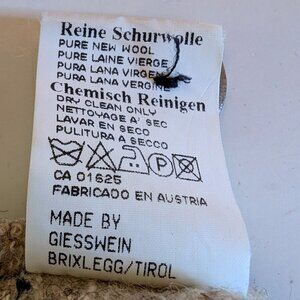 Reine Schurwolle
PURE NEW WOOL
PURE LAINE VIERGE
PURA LANA VIRGEN
PURA LANA VERGINE
Chemisch Reinigen
DRY CLEAN ONLY
NETTOYAGE A' SEC
LAVAR EN SECO
PULITURA A SECCO
P
CA 01625
FABRICADO EN AUSTRIA
MADE BY
GIESSWEIN
BRIXLEGG/TIROL